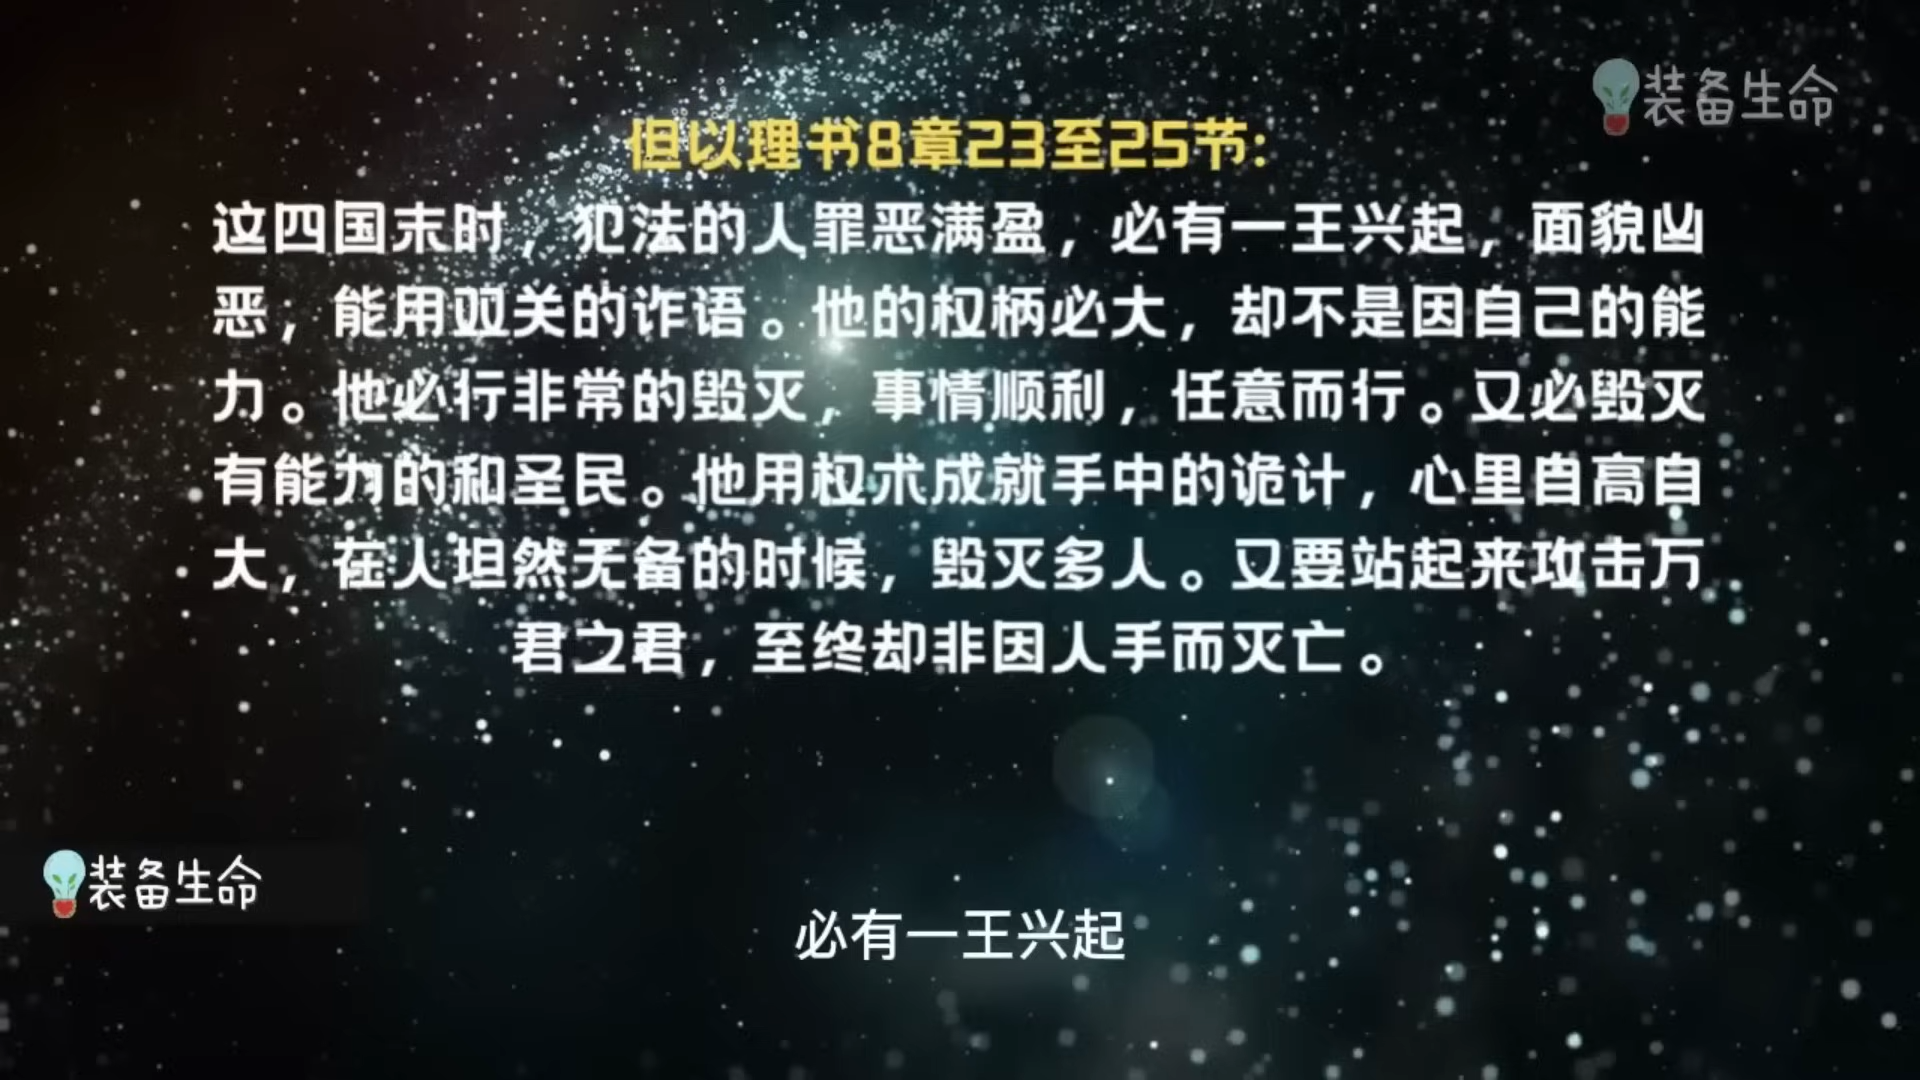 装备生命
但以理书8章23至25节:
这四国末时，犯法的人罪恶满盈，必有一王兴起，面貌凶
恶，能用双关的诈语。他的权柄必大，却不是因自己的能
力。他必行非常的毁灭，事情顺利，任意而行。又必毁灭
有能力的和圣民。他用权术成就手中的诡计，心里自高自
大，在人坦然无备的时候，毁灭多人。又要站起来攻击万
君之君，至终却非因人手而灭亡。
装备生命
必有一王兴起